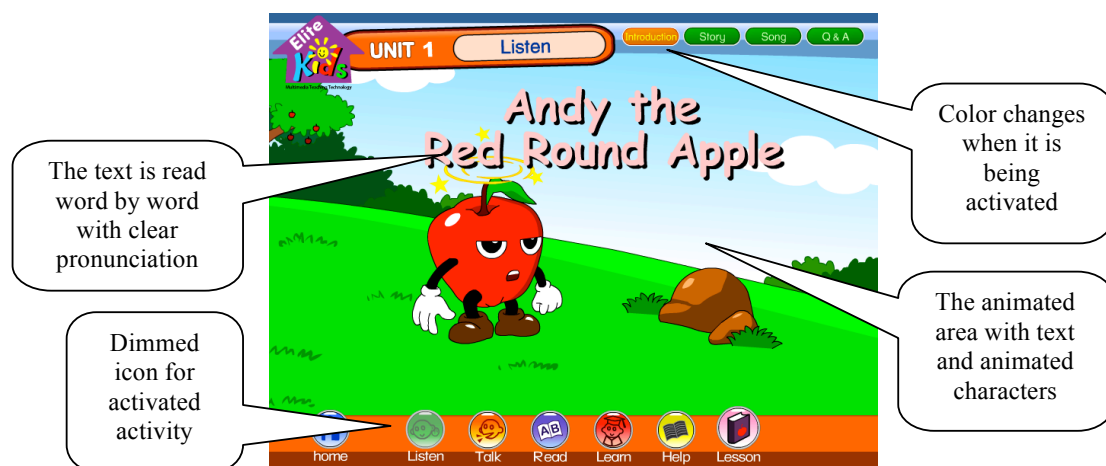 Elite
Kids
Multimedia Teaching Technology
UNIT 1
Listen
Introduction
Story
Song
Q & A
Andy the
Red Round Apple
The text is read
word by word
with clear
pronunciation
Color changes
when it is
being
activated
The animated
area with text
and animated
characters
Dimmed
icon for
activated
activity
AB
home
Listen
Talk
Read
Learn
Help
Lesson